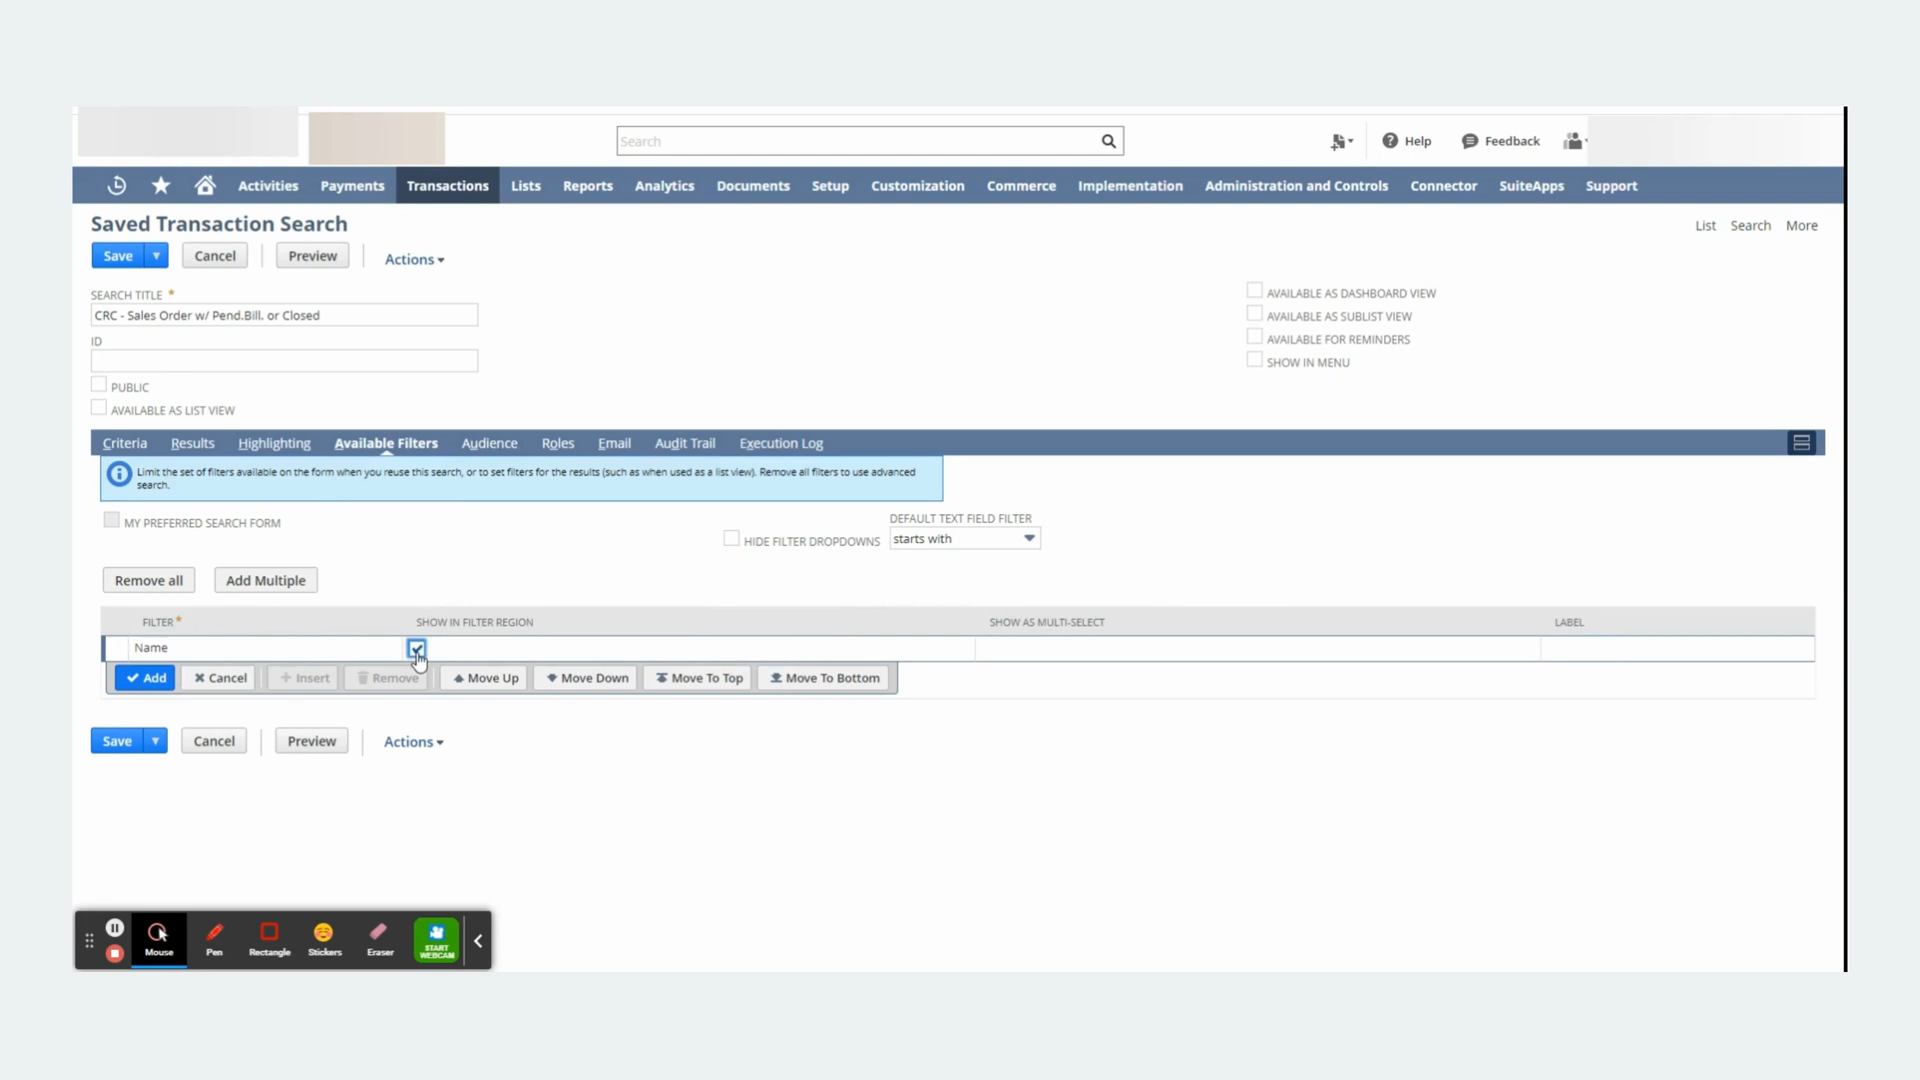 Search
Help
Feedback
Activities Payments Transactions Lists Reports Analytics Documents Setup Customization Commerce Implementation Administration and Controls Connector SuiteApps Support
Saved Transaction Search
List Search More
Save Cancel Preview Actions
SEARCH TITLE *
CRC - Sales Order w/ Pend.Bill. or Closed
ID
PUBLIC
AVAILABLE AS LIST VIEW
AVAILABLE AS DASHBOARD VIEW
AVAILABLE AS SUBLIST VIEW
AVAILABLE FOR REMINDERS
SHOW IN MENU
Criteria Results Highlighting Available Filters Audience Roles Email Audit Trail Execution Log
Limit the set of filters available on the form when you reuse this search, or to set filters for the results (such as when used as a list view). Remove all filters to use advanced
search.
MY PREFERRED SEARCH FORM
HIDE FILTER DROPDOWNS
DEFAULT TEXT FIELD FILTER
starts with
Remove all Add Multiple
FILTER * SHOW IN FILTER REGION SHOW AS MULTI-SELECT LABEL
Name
Add Cancel Insert Remove Move Up Move Down Move To Top Move To Bottom
Save Cancel Preview Actions
Mouse Pen Rectangle Stickers Eraser START
WEBCAM